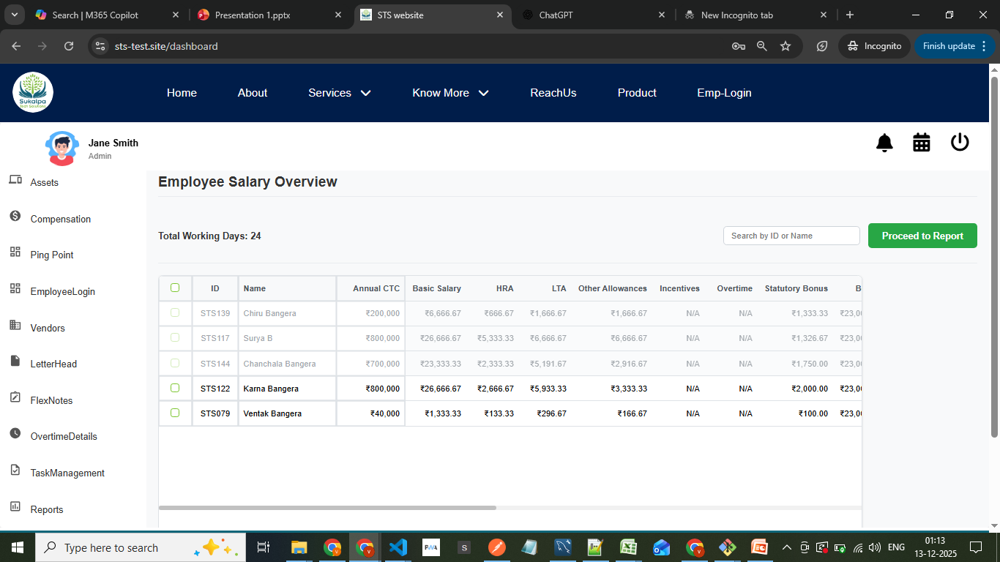 Search | M365 Copilot
Presentation 1.pptx
STS website
ChatGPT
New Incognito tab
sts-test.site/dashboard
Incognito
Finish update
Sukalpa
Tech Solutions
Home
About
Services
Know More
ReachUs
Product
Emp-Login
Jane Smith
Admin
Assets
Compensation
Ping Point
EmployeeLogin
Vendors
LetterHead
FlexNotes
OvertimeDetails
TaskManagement
Reports
Employee Salary Overview
Total Working Days: 24
Search by ID or Name
Proceed to Report
ID Name Annual CTC Basic Salary HRA LTA Other Allowances Incentives Overtime Statutory Bonus B
STS139 Chiru Bangera ₹200,000 ₹6,666.67 ₹666.67 ₹1,666.67 ₹1,666.67 N/A N/A ₹1,333.33 ₹23,0
STS117 Surya B ₹800,000 ₹26,666.67 ₹5,333.33 ₹6,666.67 ₹6,666.67 N/A N/A ₹1,326.67 ₹23,0
STS144 Chanchala Bangera ₹700,000 ₹23,333.33 ₹2,333.33 ₹5,191.67 ₹2,916.67 N/A N/A ₹1,750.00 ₹23,0
STS122 Karna Bangera ₹800,000 ₹26,666.67 ₹2,666.67 ₹5,933.33 ₹3,333.33 N/A N/A ₹2,000.00 ₹23,0
STS079 Ventak Bangera ₹40,000 ₹1,333.33 ₹133.33 ₹296.67 ₹166.67 N/A N/A ₹100.00 ₹23,0
Type here to search
PWA
S
V
V
ENG
01:13
13-12-2025